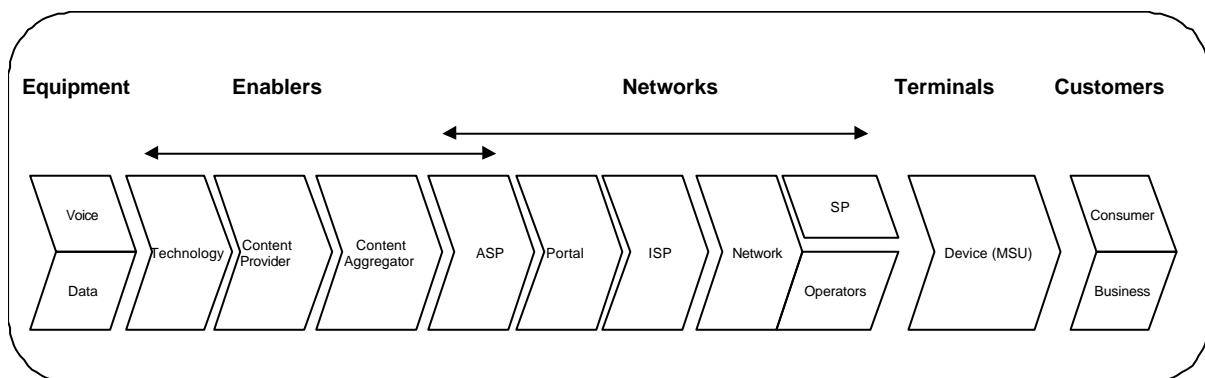 Equipment
Enablers
Networks
Terminals
Customers
Voice
Data
Technology
Content
Provider
Content
Aggregator
ASP
Portal
ISP
Network
SP
Operators
Device (MSU)
Consumer
Business